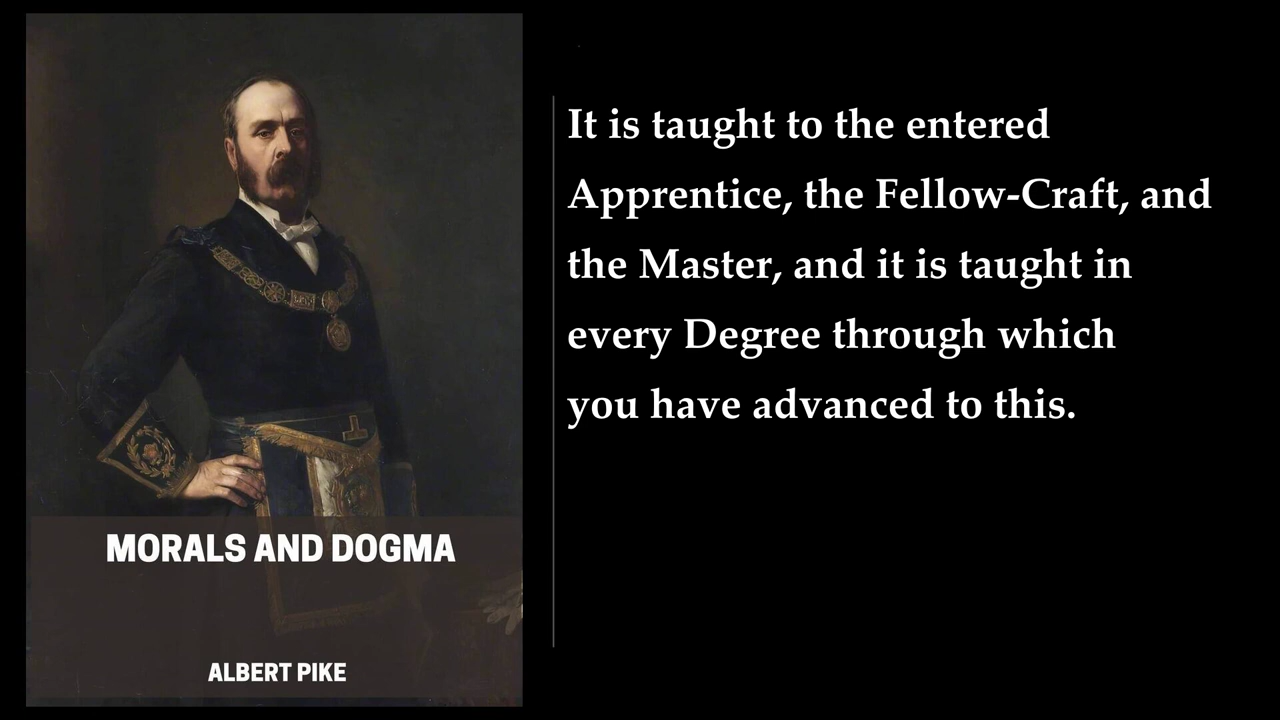 MORALS AND DOGMA
ALBERT PIKE
It is taught to the entered
Apprentice, the Fellow-Craft, and
the Master, and it is taught in
every Degree through which
you have advanced to this.